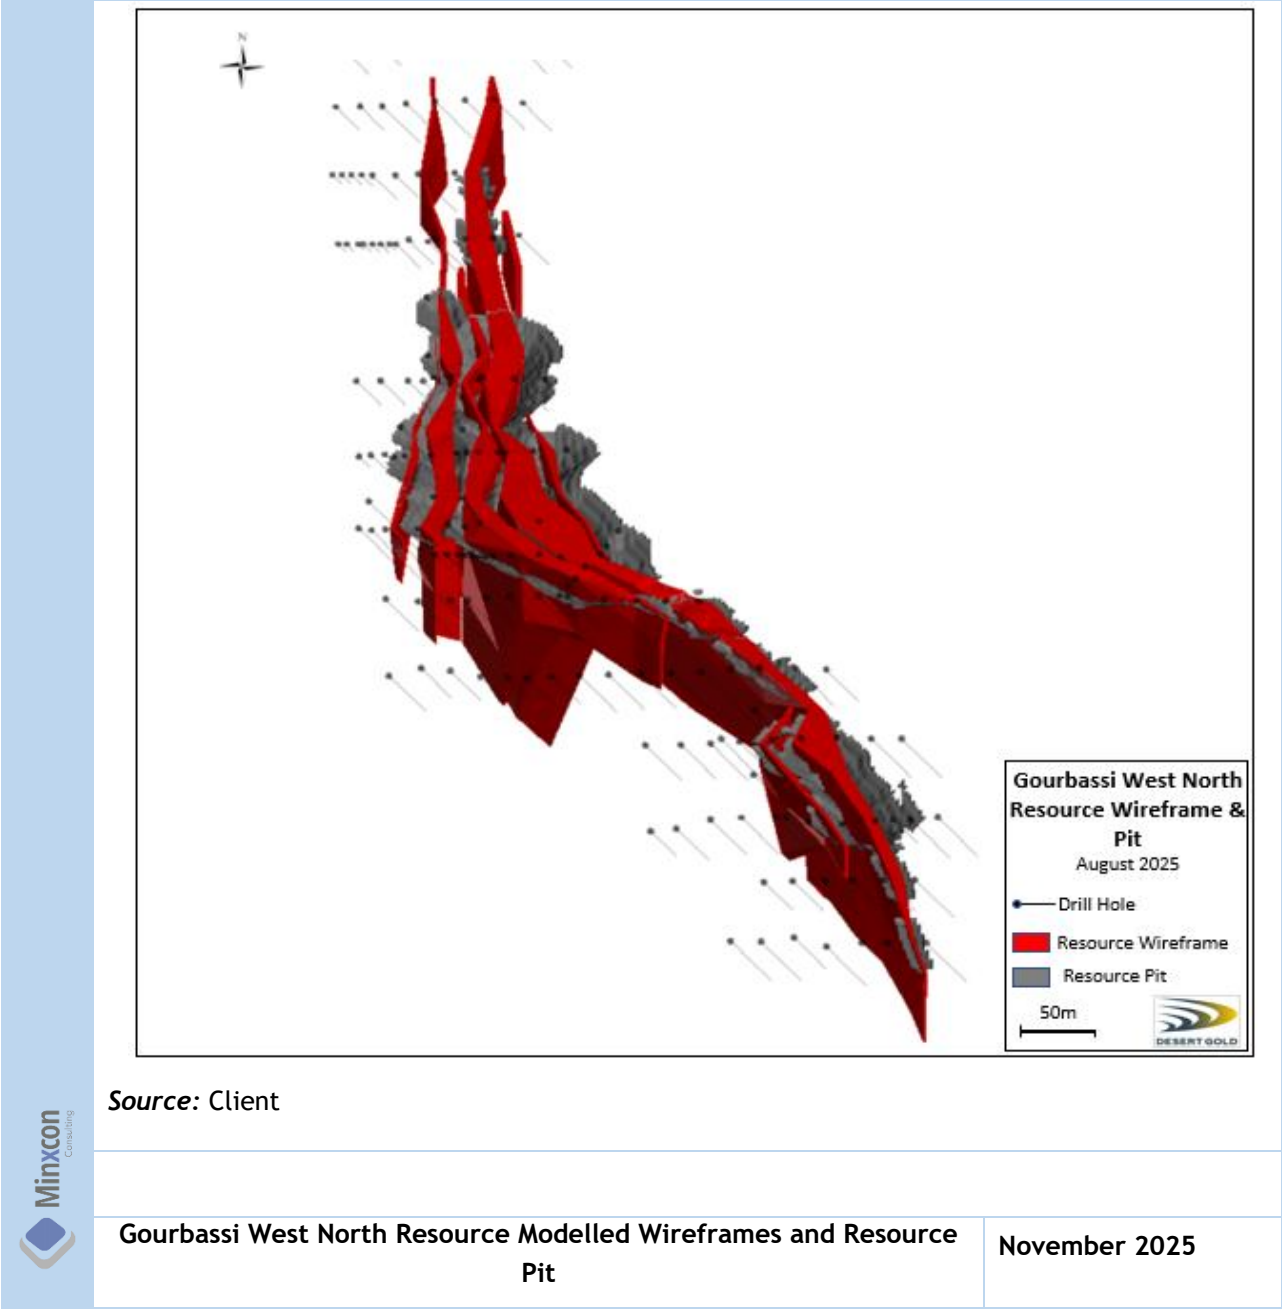 N
Gourbassi West North
Resource Wireframe &
Pit
August 2025
Drill Hole
Resource Wireframe
Resource Pit
50m
DESERT GOLD
Source: Client
Minxcon
Consulting
Gourbassi West North Resource Modelled Wireframes and Resource
Pit
November 2025